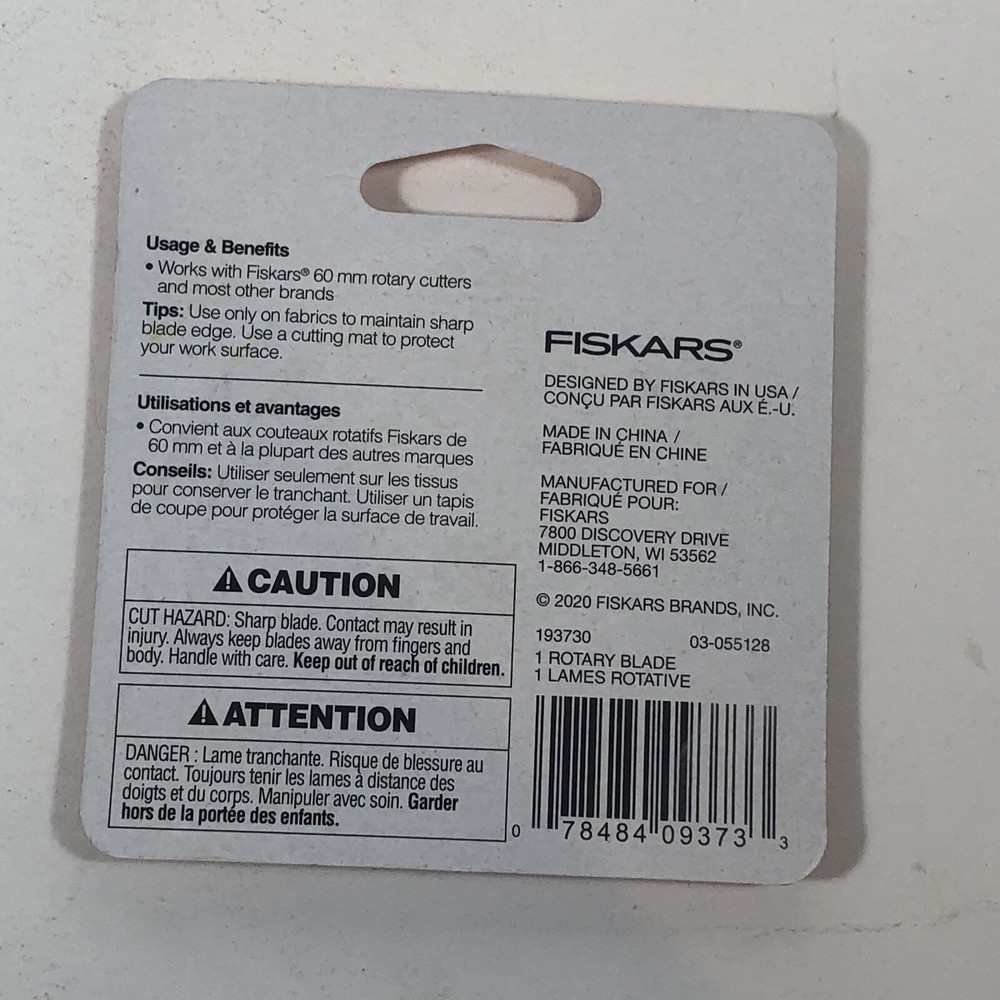 Usage & Benefits
• Works with Fiskars® 60 mm rotary cutters
and most other brands
Tips: Use only on fabrics to maintain sharp
blade edge. Use a cutting mat to protect
your work surface.
Utilisations et avantages
• Convient aux couteaux rotatifs Fiskars de
60 mm et à la plupart des autres marques
Conseils: Utiliser seulement sur les tissus
pour conserver le tranchant. Utiliser un tapis
de coupe pour protéger la surface de travail.
⚠ CAUTION
CUT HAZARD: Sharp blade. Contact may result in
injury. Always keep blades away from fingers and
body. Handle with care. Keep out of reach of children.
⚠ ATTENTION
DANGER : Lame tranchante. Risque de blessure au
contact. Toujours tenir les lames à distance des
doigts et du corps. Manipuler avec soin. Garder
hors de la portée des enfants.
FISKARS®
DESIGNED BY FISKARS IN USA /
CONÇU PAR FISKARS AUX É.-U.
MADE IN CHINA /
FABRIQUÉ EN CHINE
MANUFACTURED FOR /
FABRIQUÉ POUR:
FISKARS
7800 DISCOVERY DRIVE
MIDDLETON, WI 53562
1-866-348-5661
© 2020 FISKARS BRANDS, INC.
193730 03-055128
1 ROTARY BLADE
1 LAMES ROTATIVE
0 78484 09373 3